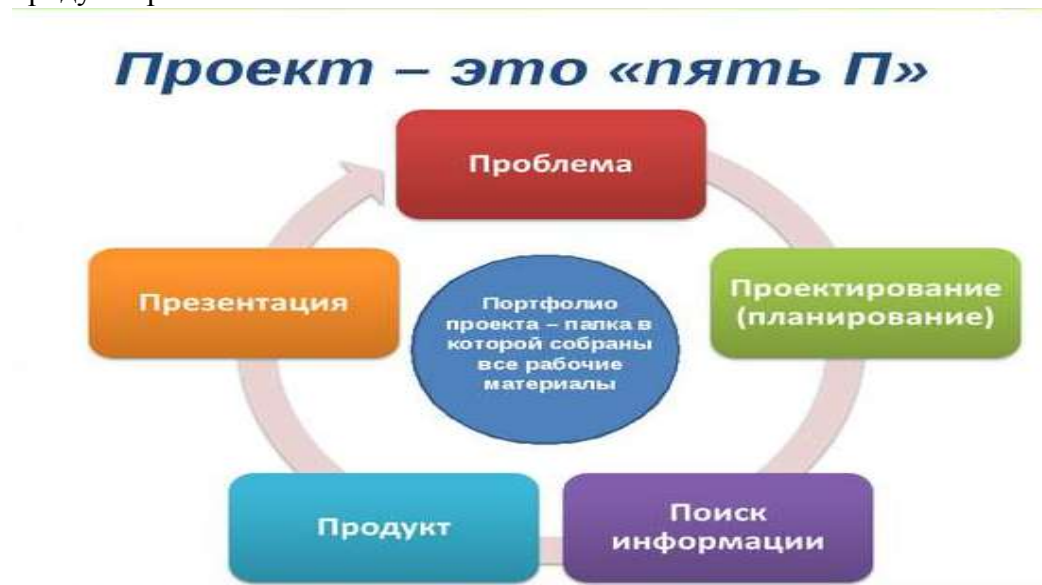 Проект – это «пять П»
Проблема
Проектирование
(планирование)
Поиск
информации
Продукт
Презентация
Портфолио
проекта – папка в
которой собраны
все рабочие
материалы